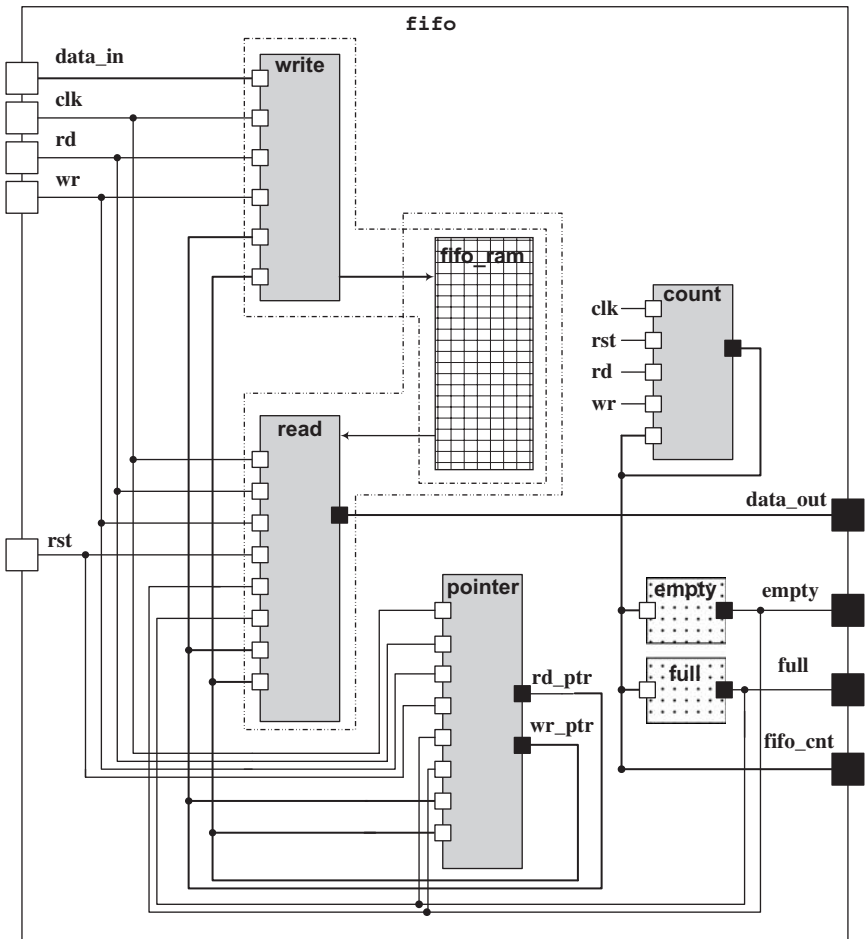 fifo
data_in
write
clk
rd
wr
fifo_ram
count
clk
rst
rd
wr
read
data_out
rst
pointer
empty
empty
rd_ptr
full
full
wr_ptr
fifo_cnt